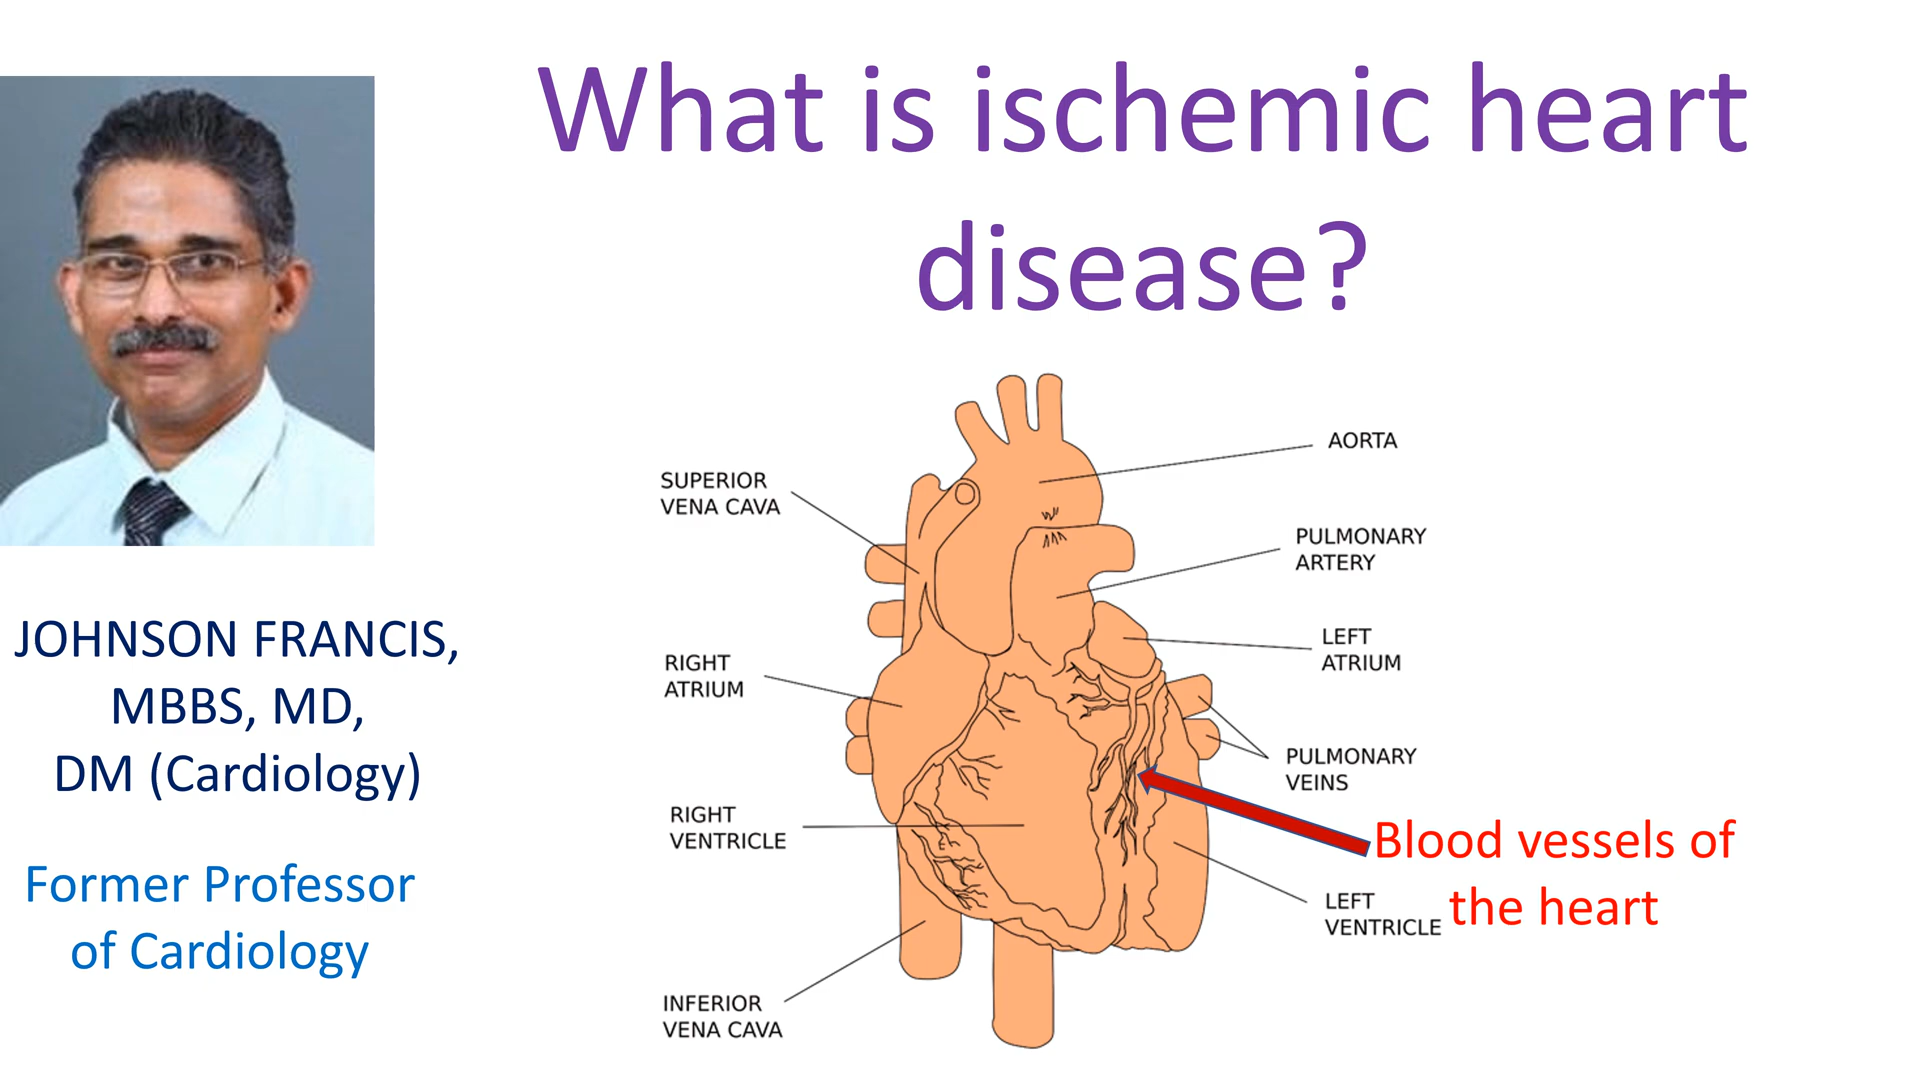 What is ischemic heart
disease?
JOHNSON FRANCIS,
MBBS, MD,
DM (Cardiology)
Former Professor
of Cardiology
SUPERIOR
VENA CAVA
RIGHT
ATRIUM
RIGHT
VENTRICLE
INFERIOR
VENA CAVA
AORTA
PULMONARY
ARTERY
LEFT
ATRIUM
PULMONARY
VEINS
Blood vessels of
the heart
LEFT
VENTRICLE